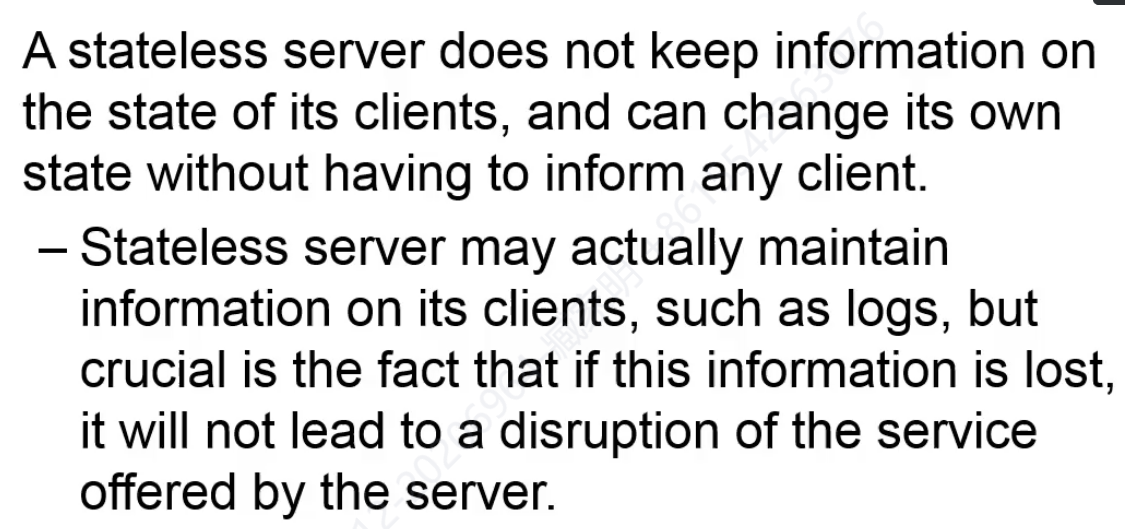 A stateless server does not keep information on
the state of its clients, and can change its own
state without having to inform any client.
– Stateless server may actually maintain
information on its clients, such as logs, but
crucial is the fact that if this information is lost,
it will not lead to a disruption of the service
offered by the server.